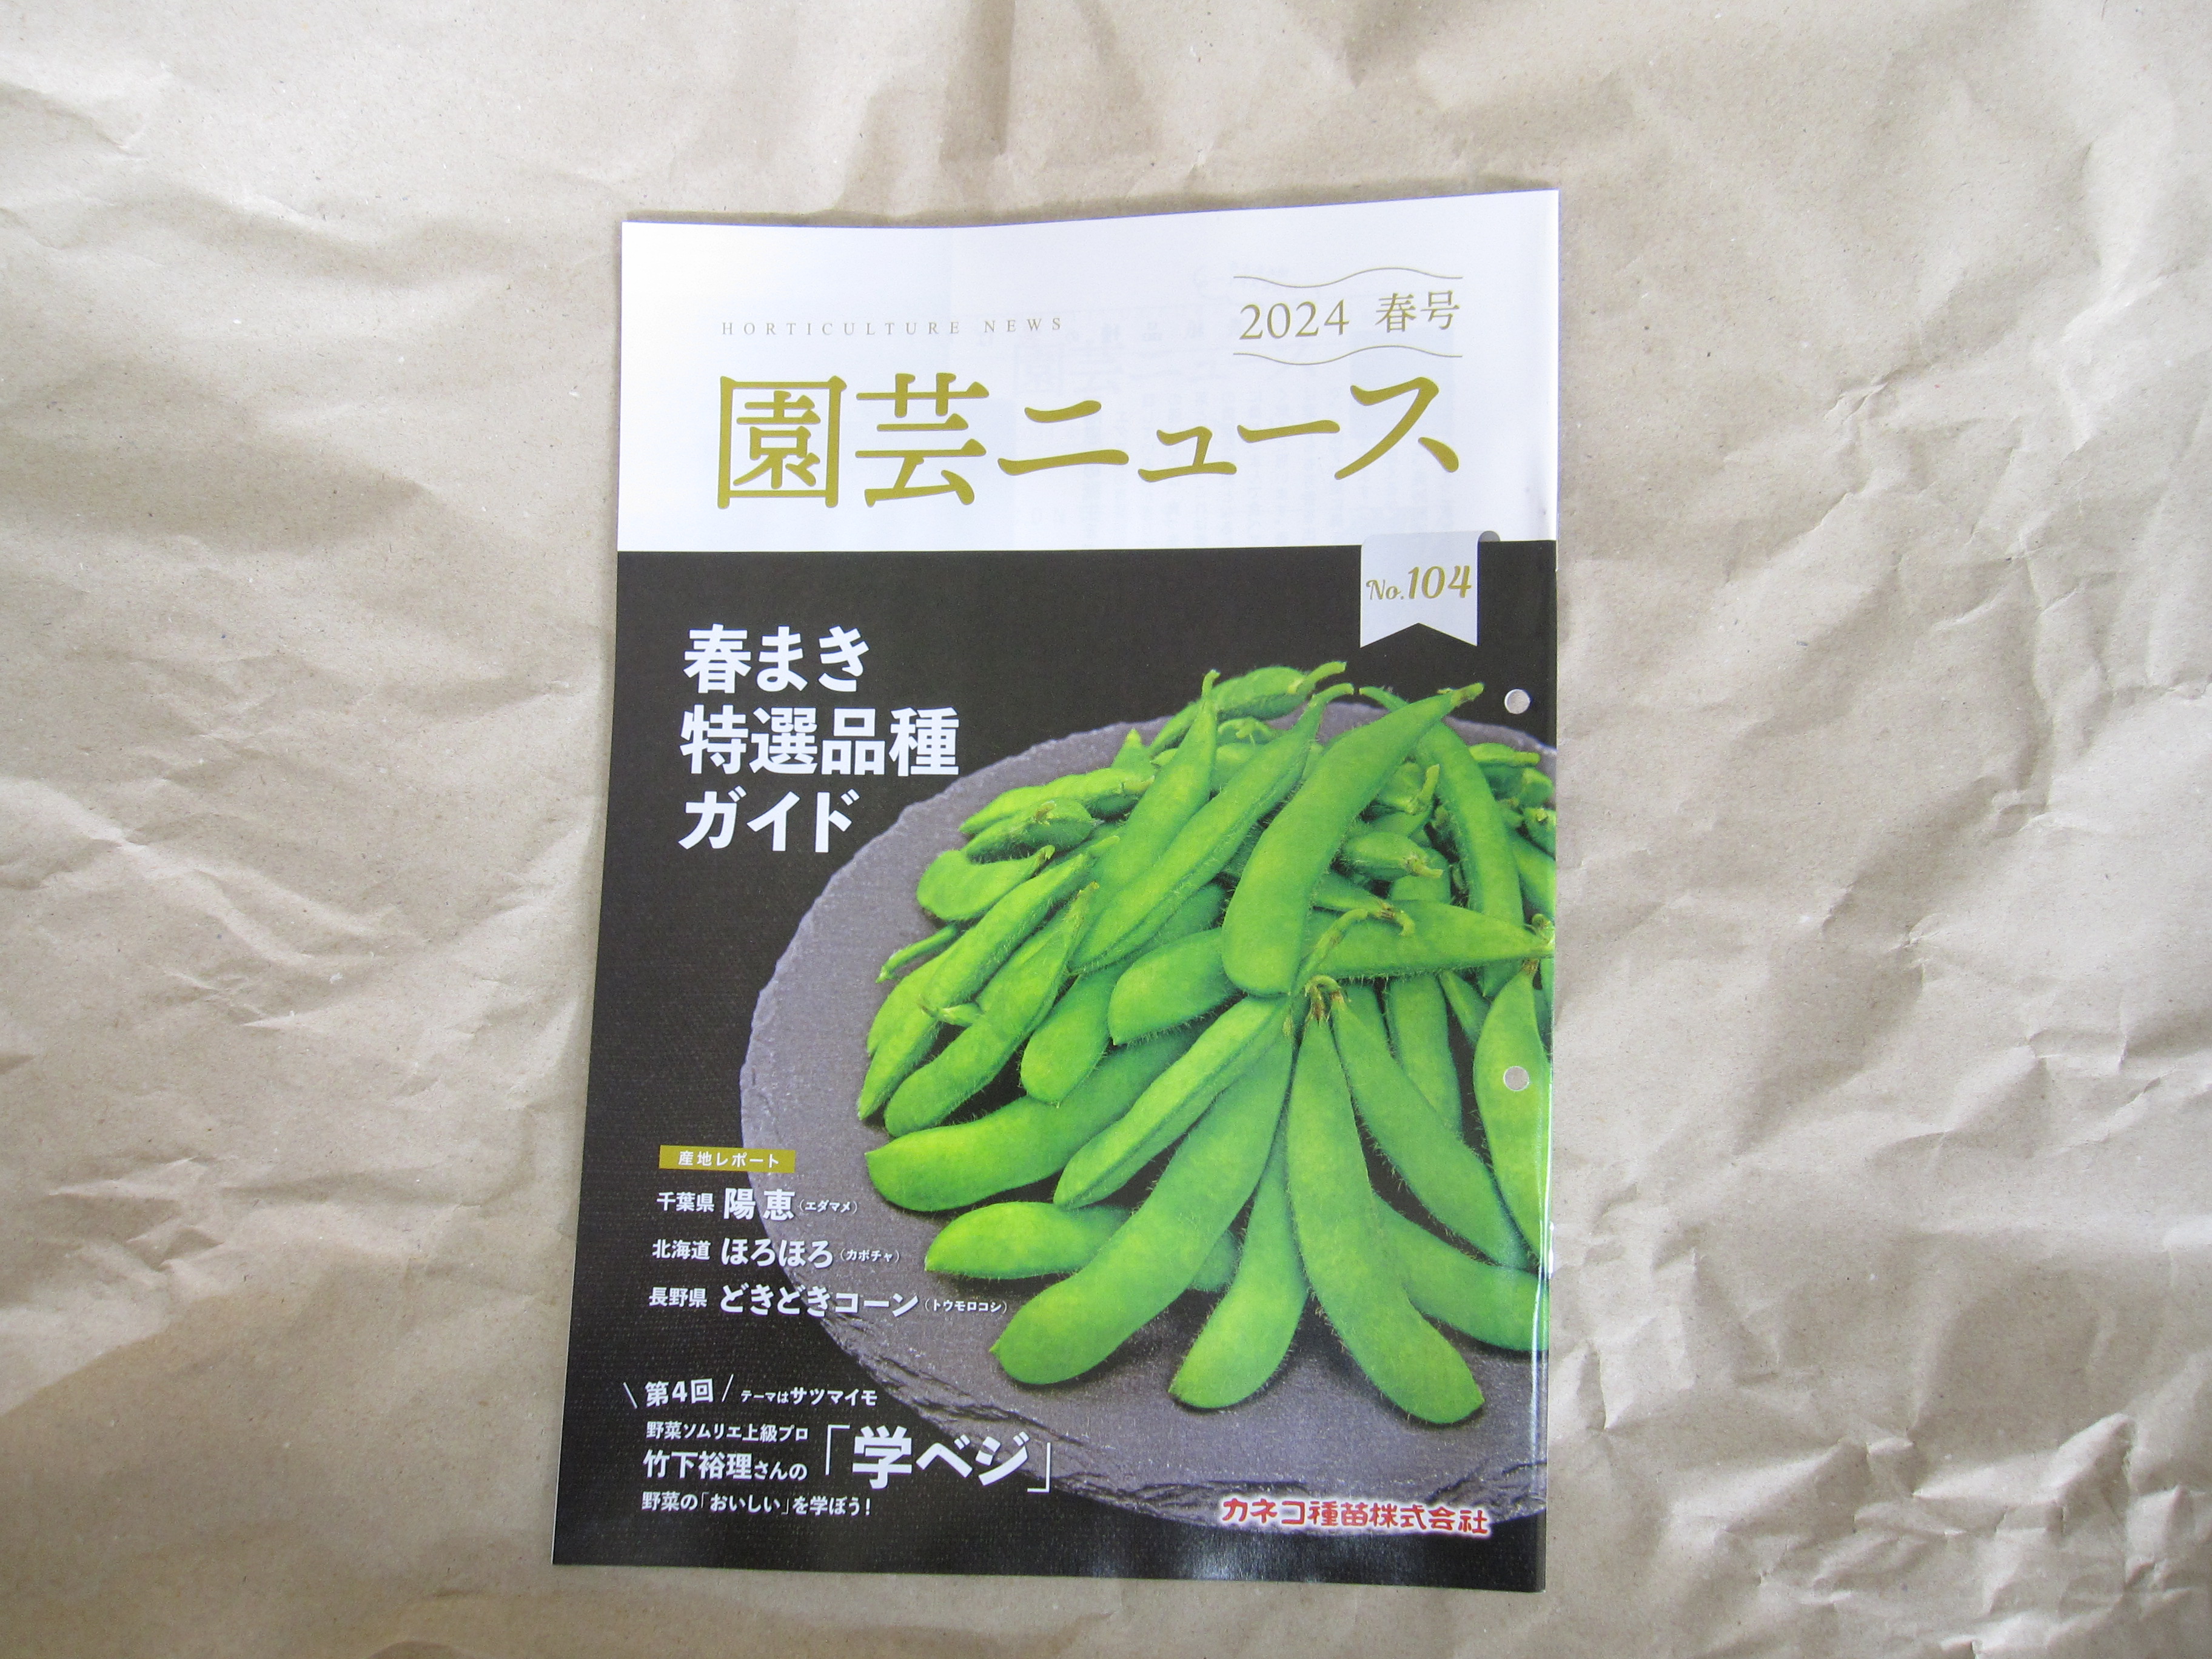 HORTICULTURE NEWS
2024 春号
園芸ニュース
No.104
春まき
特選品種
ガイド
産地レポート
千葉県 陽恵（エダマメ）
北海道 ほろほろ（カボチャ）
長野県 どきどきコーン（トウモロコシ）
\ 第4回 / テーマはサツマイモ
野菜ソムリエ上級プロ
竹下裕理さんの「学ベジ」
野菜の「おいしい」を学ぼう!
カネコ種苗株式会社